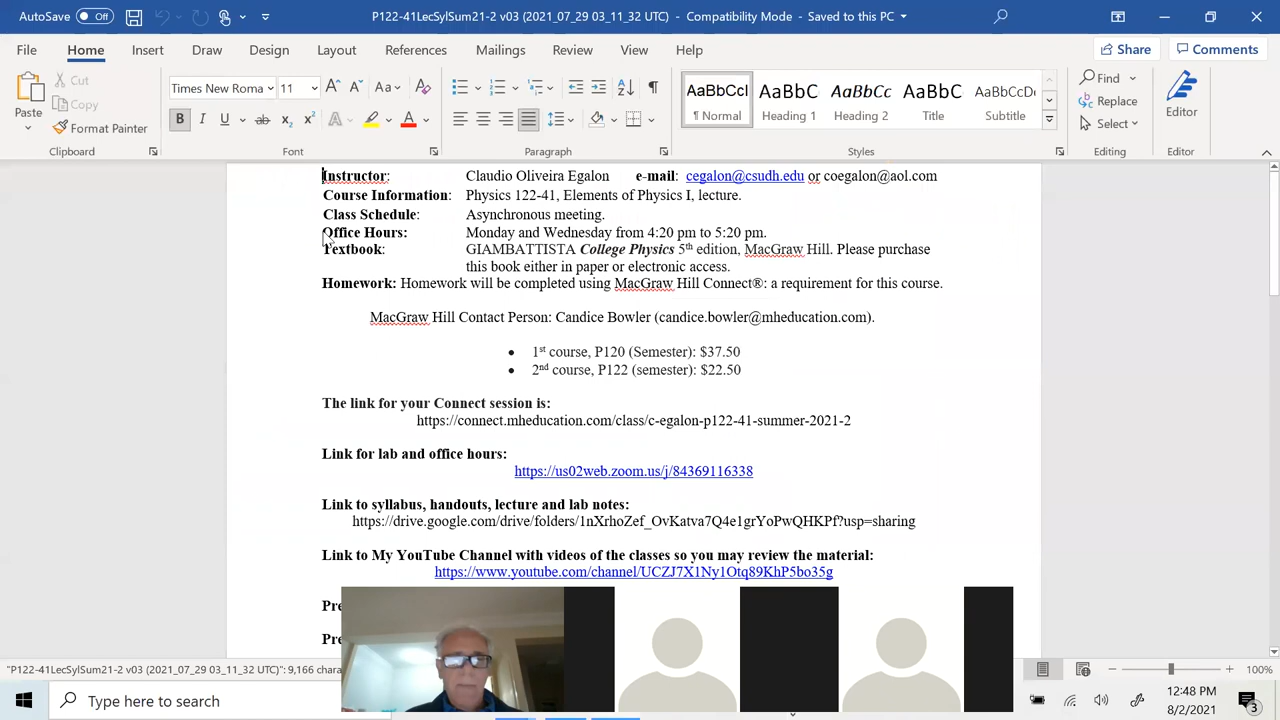 AutoSave Off
File Home Insert Draw Design Layout References Mailings Review View Help Share Comments
Paste Cut Copy Format Painter
Times New Roma 11 Aa
AaBbCcI ¶ Normal AaBbC Heading 1 AaBbCc Heading 2 AaBbC Title AaBbCcD Subtitle
Find Replace Select Editor
Clipboard Font Paragraph Styles Editing Editor
Instructor: Claudio Oliveira Egalon e-mail: cegalon@csudh.edu or coegalon@aol.com
Course Information: Physics 122-41, Elements of Physics I, lecture.
Class Schedule: Asynchronous meeting.
Office Hours: Monday and Wednesday from 4:20 pm to 5:20 pm.
Textbook: GIAMBATTISTA College Physics 5th edition, MacGraw Hill. Please purchase
this book either in paper or electronic access.
Homework: Homework will be completed using MacGraw Hill Connect®: a requirement for this course.
MacGraw Hill Contact Person: Candice Bowler (candice.bowler@mheducation.com).
• 1st course, P120 (Semester): $37.50
• 2nd course, P122 (semester): $22.50
The link for your Connect session is:
https://connect.mheducation.com/class/c-egalon-p122-41-summer-2021-2
Link for lab and office hours:
https://us02web.zoom.us/j/84369116338
Link to syllabus, handouts, lecture and lab notes:
https://drive.google.com/drive/folders/1nXrhoZef_OvKatva7Q4e1grYoPwQHKPf?usp=sharing
Link to My YouTube Channel with videos of the classes so you may review the material:
https://www.youtube.com/channel/UCZJ7X1Ny1Otq89KhP5bo35g
Pre
Pre
"P122-41LecSylSum21-2 v03 (2021_07_29 03_11_32 UTC)": 9,166 chara
100%
Type here to search
12:48 PM
8/2/2021
3